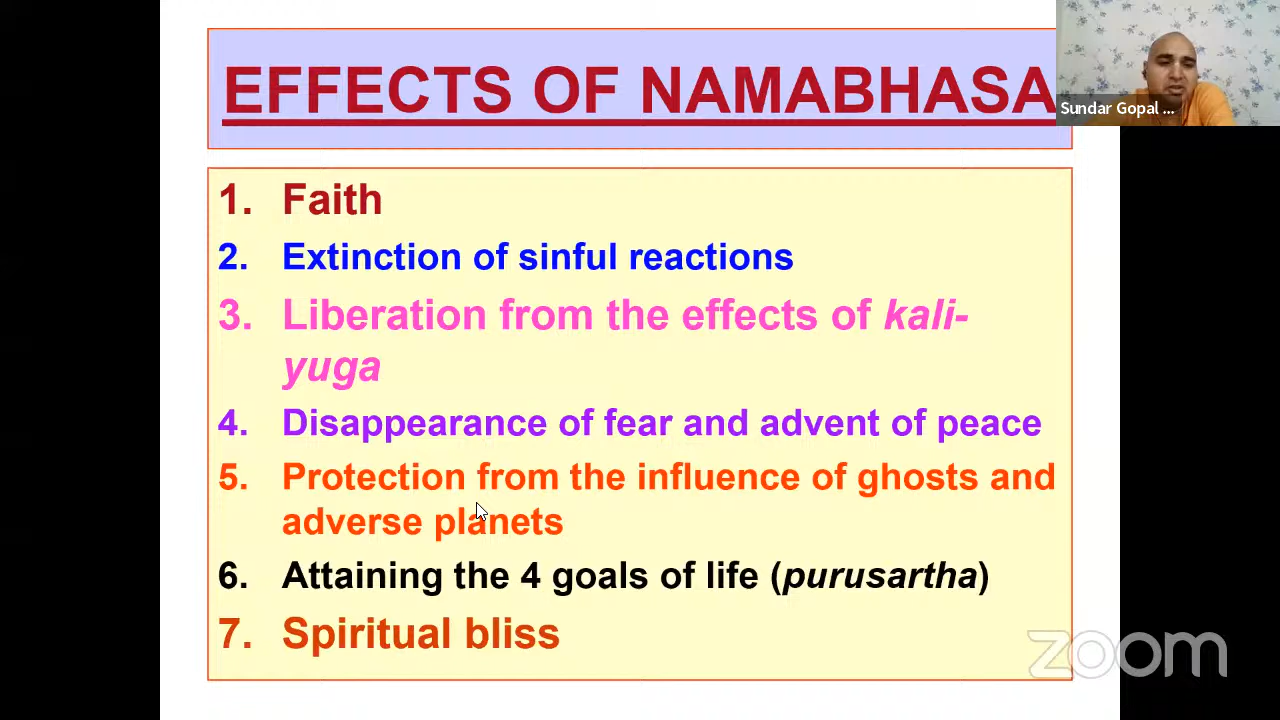 EFFECTS OF NAMABHASA
Sundar Gopal ...
1. Faith
2. Extinction of sinful reactions
3. Liberation from the effects of kali-
yuga
4. Disappearance of fear and advent of peace
5. Protection from the influence of ghosts and
adverse planets
6. Attaining the 4 goals of life (purusartha)
7. Spiritual bliss
zoom